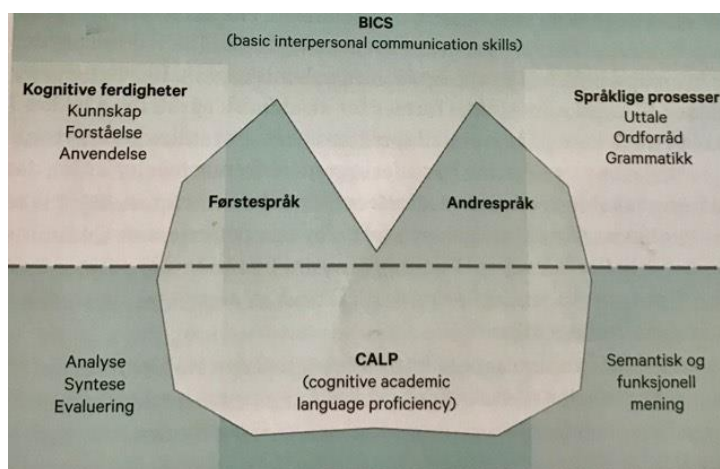 BICS
(basic interpersonal communication skills)
Kognitive ferdigheter
Kunnskap
Forståelse
Anvendelse
Språklige prosesser
Uttale
Ordforråd
Grammatikk
Førstespråk
Andrespråk
Analyse
Syntese
Evaluering
CALP
(cognitive academic
language proficiency)
Semantisk og
funksjonell
mening